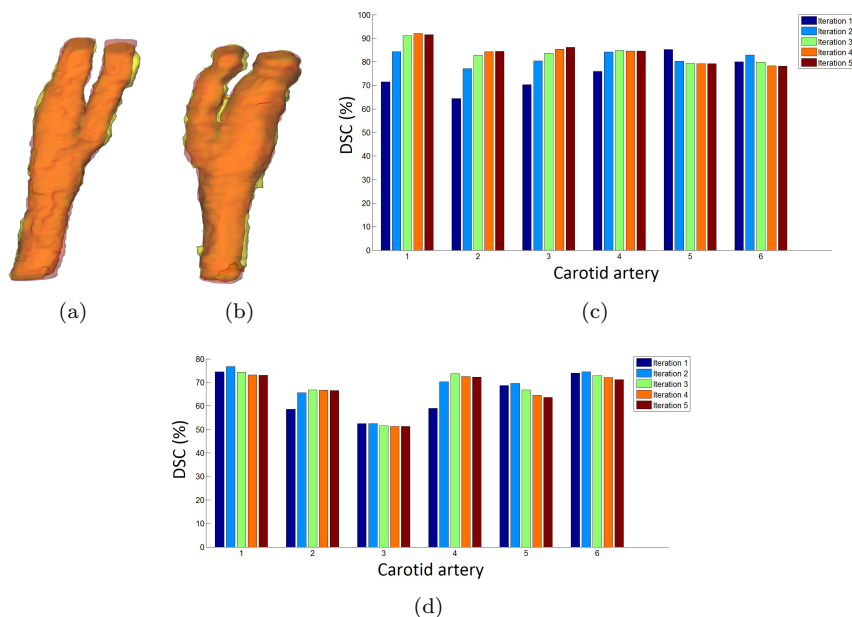 100
90
80
70
60
50
40
30
20
10
0
DSC (%)
1 2 3 4 5 6
Carotid artery
Iteration 1
Iteration 2
Iteration 3
Iteration 4
Iteration 5
(a) (b) (c)
80
70
60
50
40
30
20
10
0
DSC (%)
1 2 3 4 5 6
Carotid artery
Iteration 1
Iteration 2
Iteration 3
Iteration 4
Iteration 5
(d)